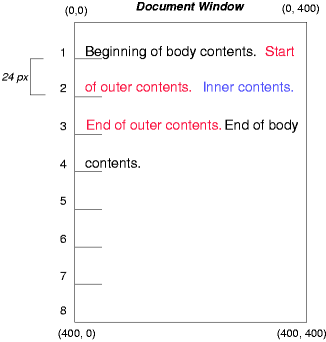 Document Window
(0,0) (0, 400)
1 Beginning of body contents. Start
24 px
2 of outer contents. Inner contents.
3 End of outer contents. End of body
4 contents.
5
6
7
8
(400, 0) (400, 400)